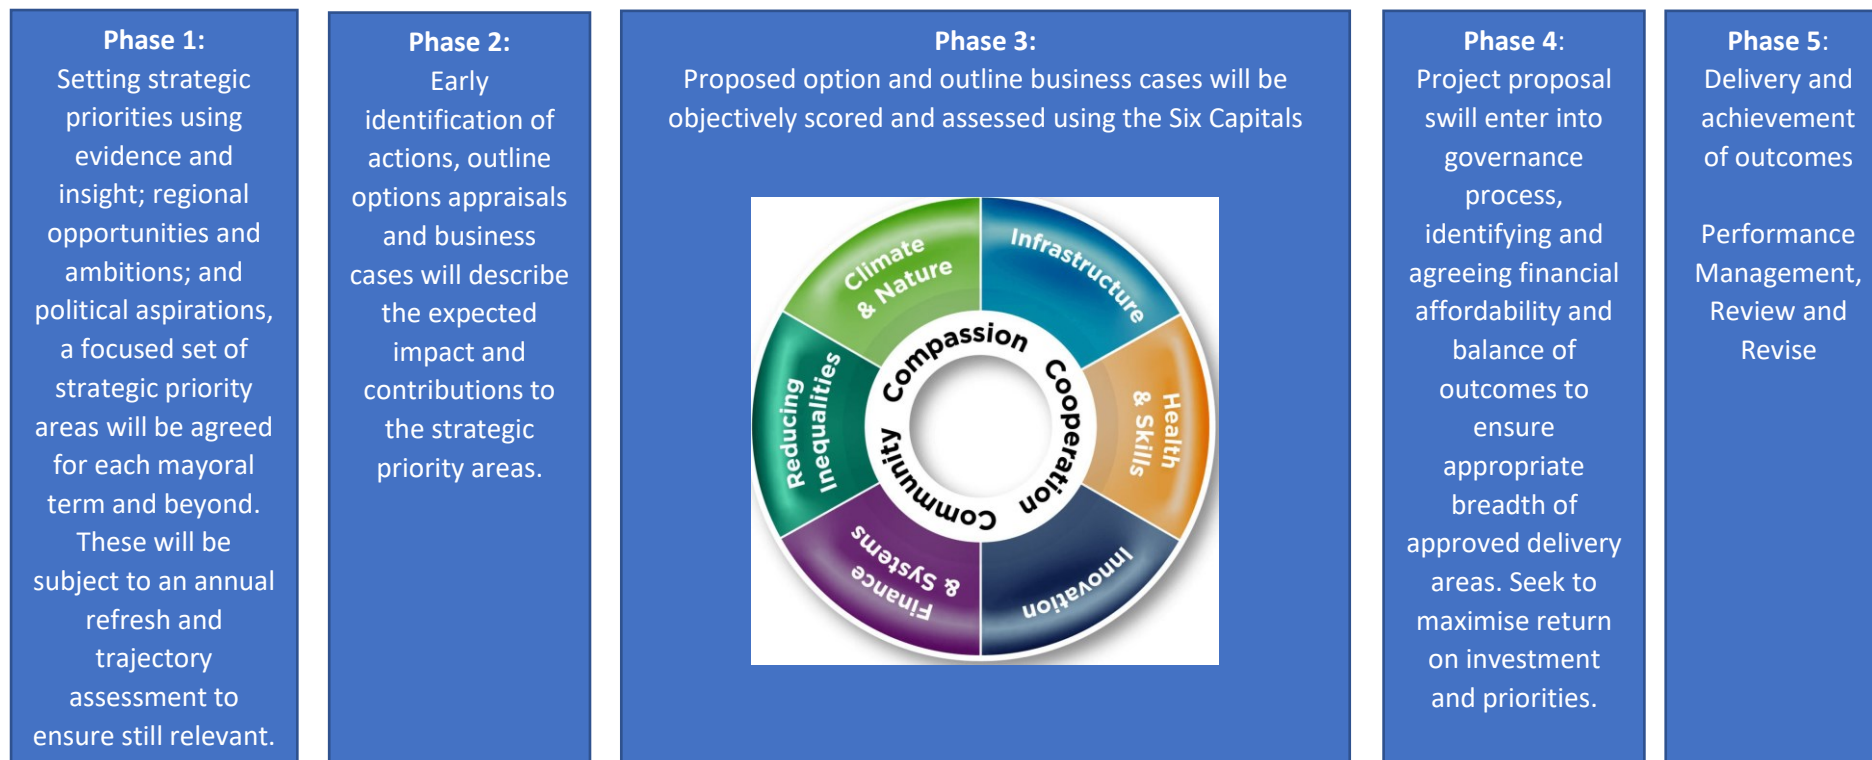 Phase 1:
Setting strategic
priorities using
evidence and
insight; regional
opportunities and
ambitions; and
political aspirations,
a focused set of
strategic priority
areas will be agreed
for each mayoral
term and beyond.
These will be
subject to an annual
refresh and
trajectory
assessment to
ensure still relevant.
Phase 2:
Early
identification of
actions, outline
options appraisals
and business
cases will describe
the expected
impact and
contributions to
the strategic
priority areas.
Phase 3:
Proposed option and outline business cases will be
objectively scored and assessed using the Six Capitals
Climate
& Nature
Infrastructure
Health
& Skills
Innovation
Finance
& Systems
Reducing
Inequalities
Compassion
Cooperation
Community
Phase 4:
Project proposal
swill enter into
governance
process,
identifying and
agreeing financial
affordability and
balance of
outcomes to
ensure
appropriate
breadth of
approved delivery
areas. Seek to
maximise return
on investment
and priorities.
Phase 5:
Delivery and
achievement
of outcomes
Performance
Management,
Review and
Revise